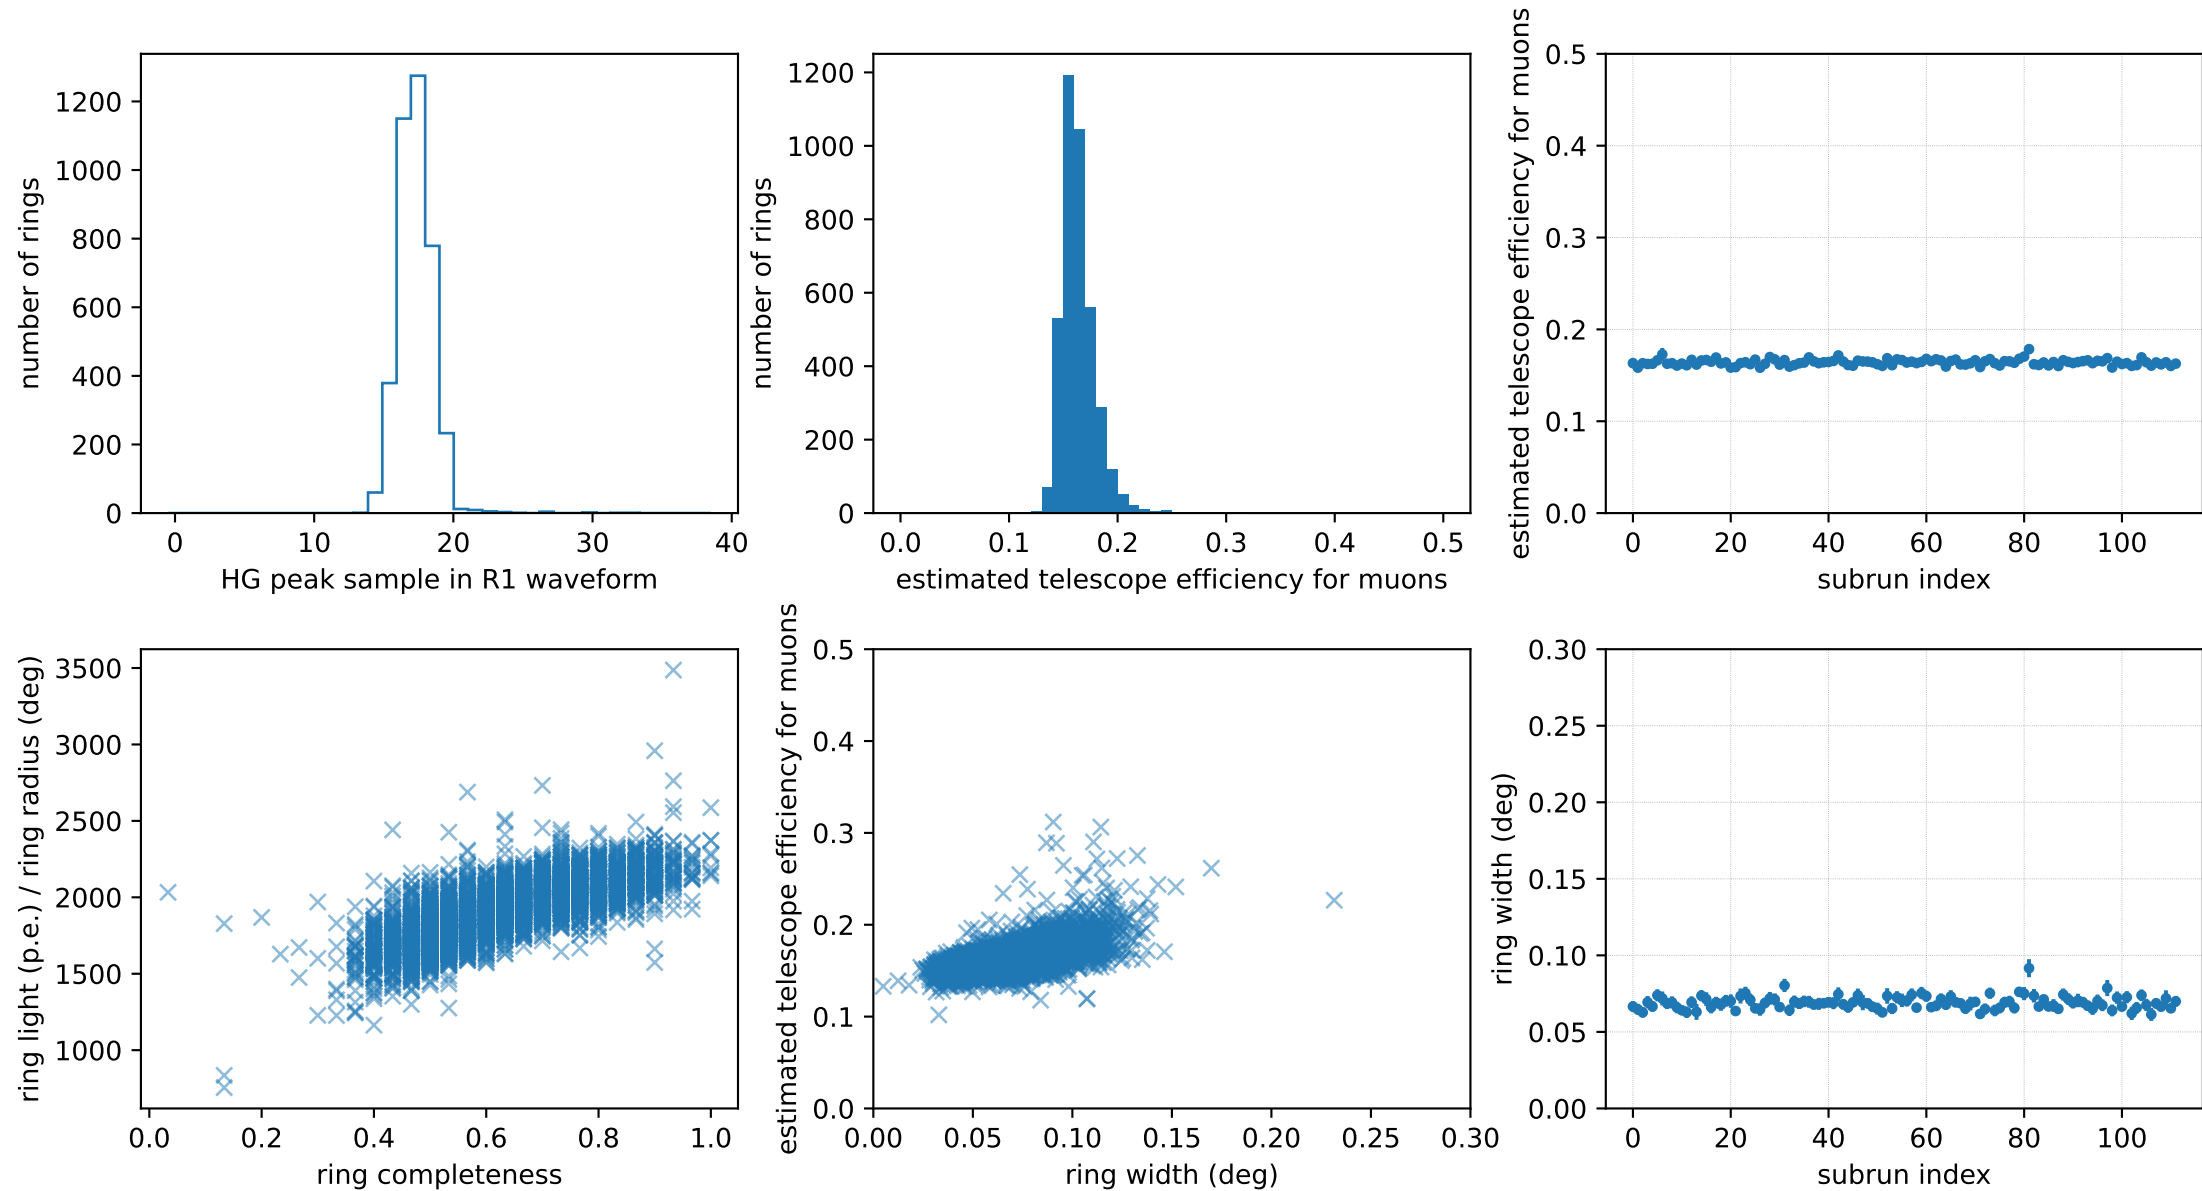 number of rings
1200
1000
800
600
400
200
0
0 10 20 30 40
HG peak sample in R1 waveform
number of rings
1200
1000
800
600
400
200
0
0.0 0.1 0.2 0.3 0.4 0.5
estimated telescope efficiency for muons
estimated telescope efficiency for muons
0.5
0.4
0.3
0.2
0.1
0.0
0 20 40 60 80 100
subrun index
ring light (p.e.) / ring radius (deg)
3500
3000
2500
2000
1500
1000
0.0 0.2 0.4 0.6 0.8 1.0
ring completeness
estimated telescope efficiency for muons
0.5
0.4
0.3
0.2
0.1
0.0
0.00 0.05 0.10 0.15 0.20 0.25 0.30
ring width (deg)
ring width (deg)
0.30
0.25
0.20
0.15
0.10
0.05
0.00
0 20 40 60 80 100
subrun index